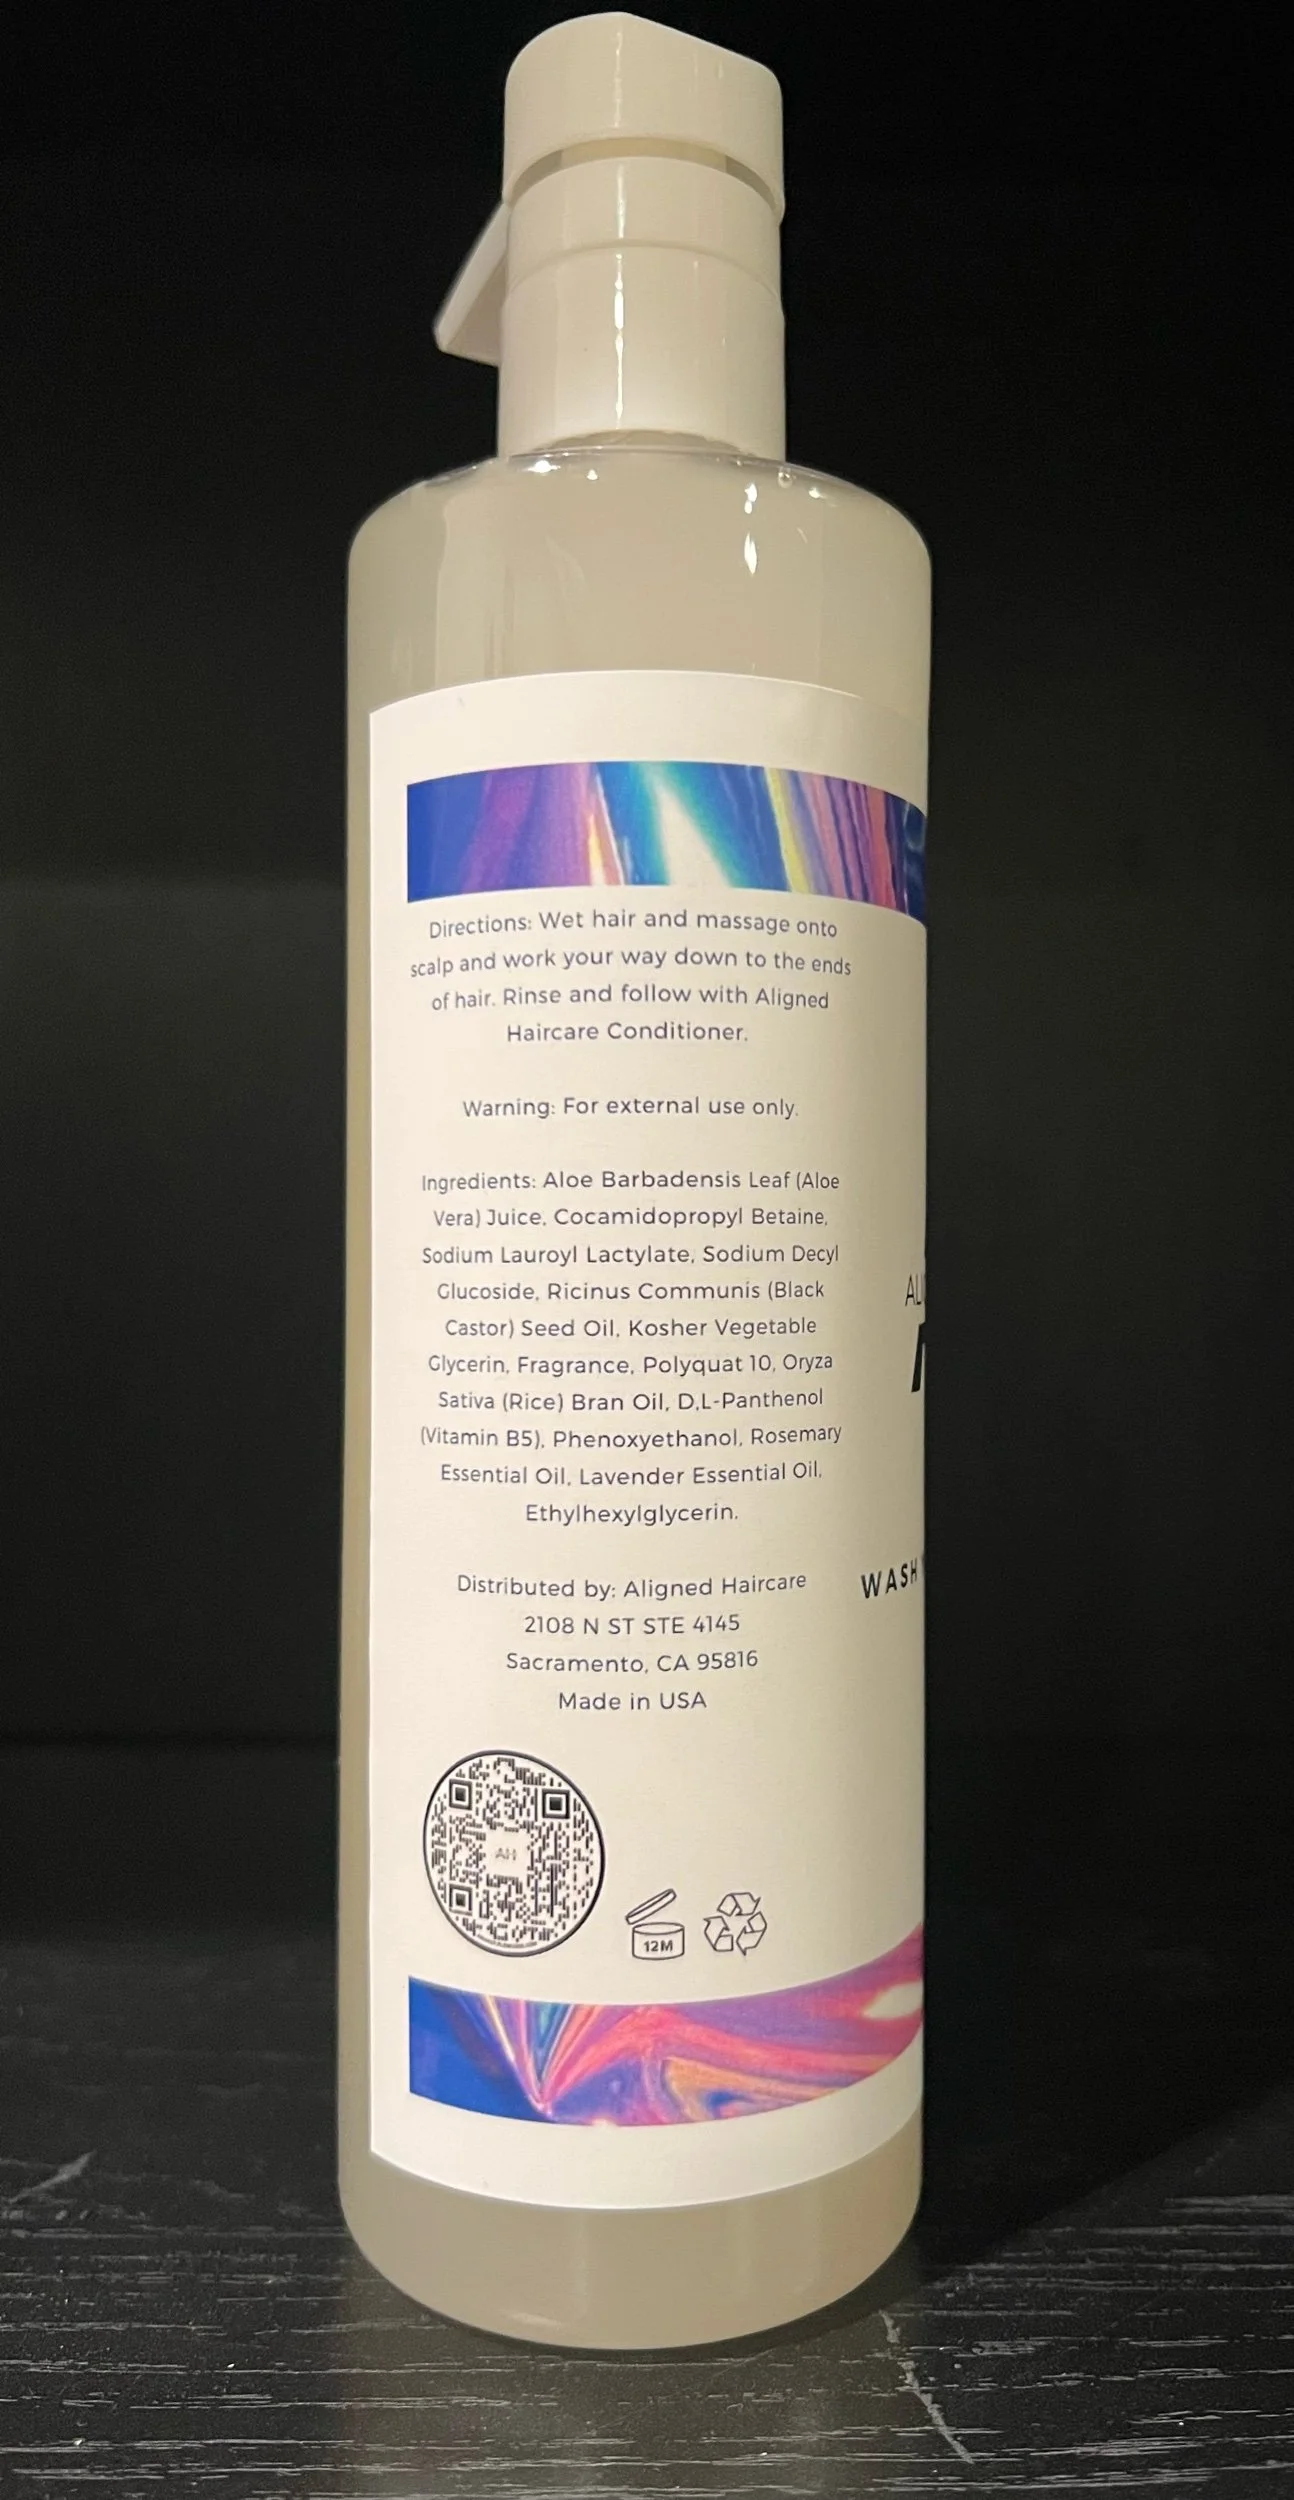 Directions: Wet hair and massage onto
scalp and work your way down to the ends
of hair. Rinse and follow with Aligned
Haircare Conditioner.
Warning: For external use only.
Ingredients: Aloe Barbadensis Leaf (Aloe
Vera) Juice, Cocamidopropyl Betaine,
Sodium Lauroyl Lactylate, Sodium Decyl
Glucoside, Ricinus Communis (Black
Castor) Seed Oil, Kosher Vegetable
Glycerin, Fragrance, Polyquat 10, Oryza
Sativa (Rice) Bran Oil, D,L-Panthenol
(Vitamin B5), Phenoxyethanol, Rosemary
Essential Oil, Lavender Essential Oil,
Ethylhexylglycerin.
Distributed by: Aligned Haircare
2108 N ST STE 4145
Sacramento, CA 95816
Made in USA
AH
12M
WASH